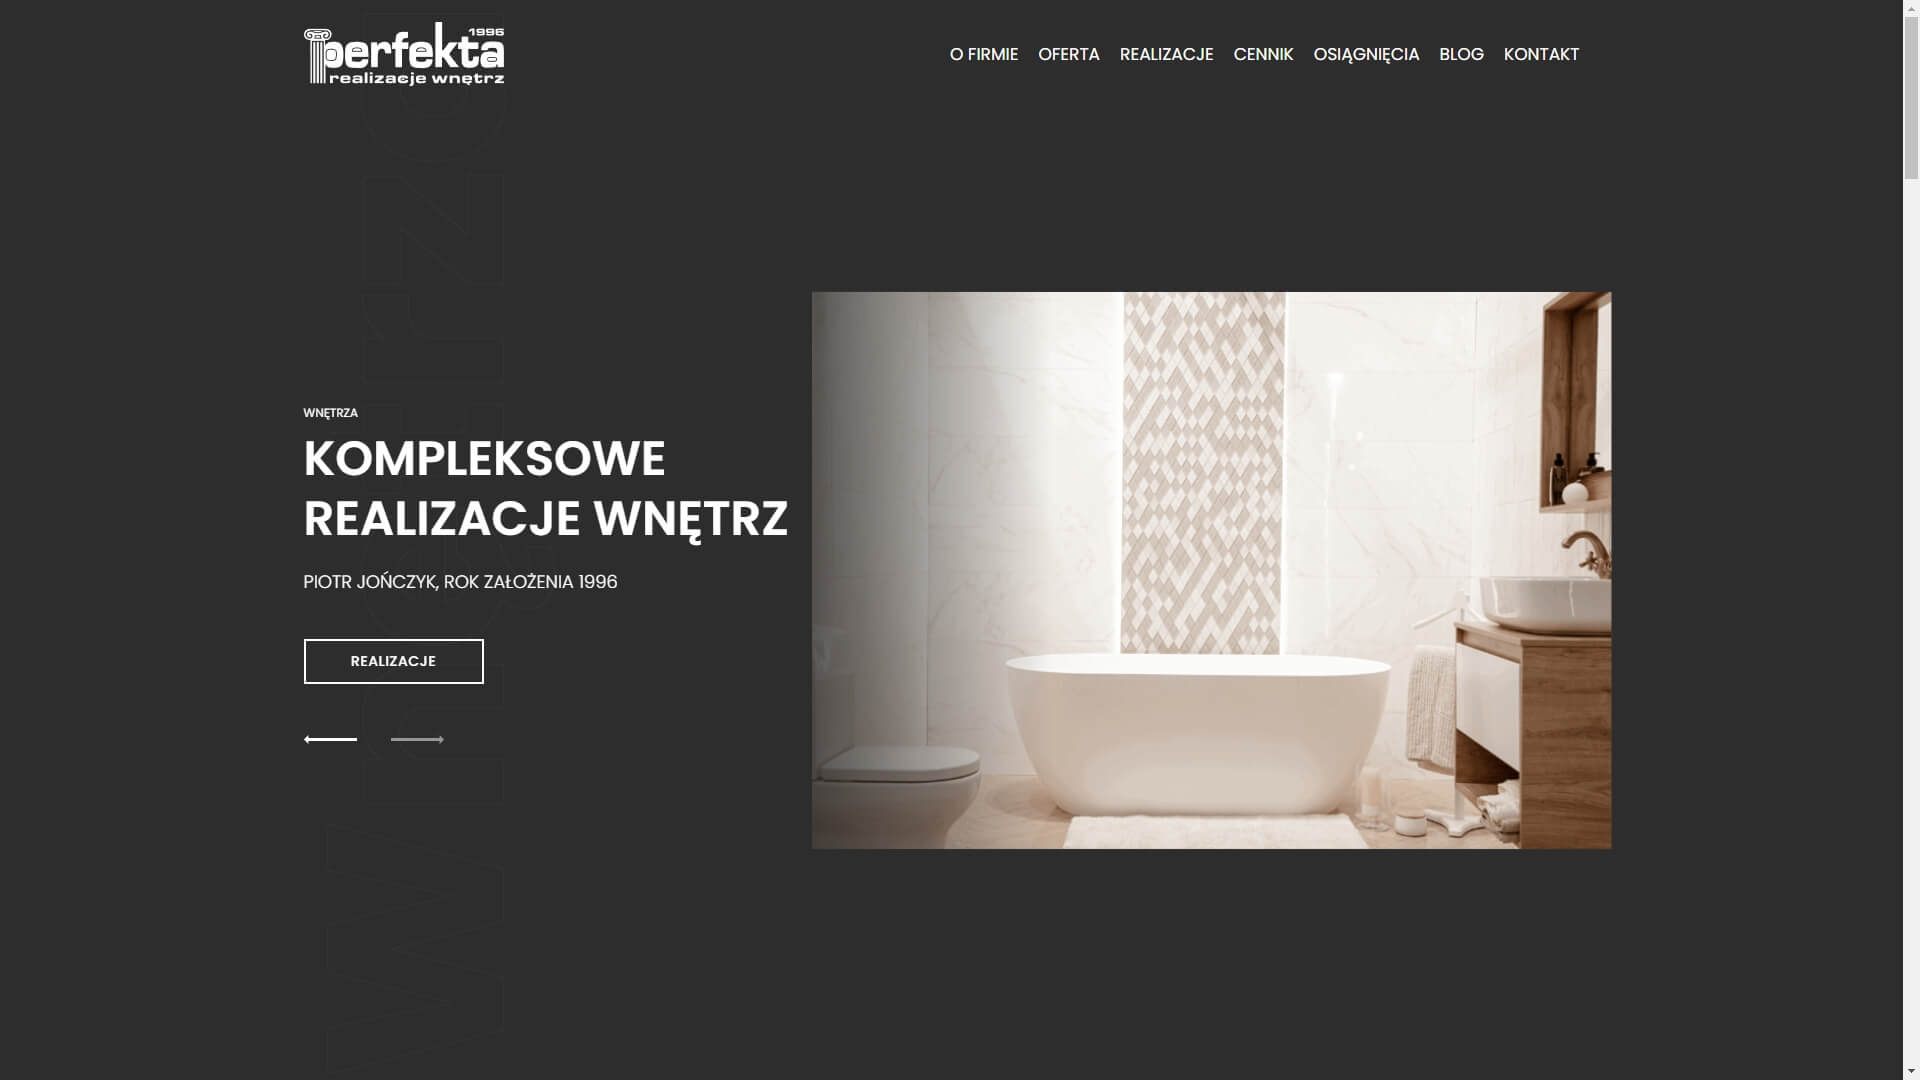 1996
perfekta
realizacje wnętrz
O FIRMIE OFERTA REALIZACJE CENNIK OSIĄGNIĘCIA BLOG KONTAKT
WNĘTRZA
KOMPLEKSOWE
REALIZACJE WNĘTRZ
PIOTR JOŃCZYK, ROK ZAŁOŻENIA 1996
REALIZACJE